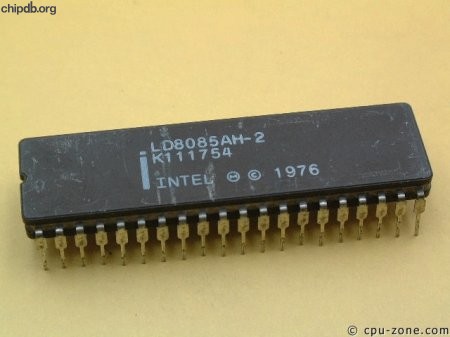 chipdb.org
LD8085AH-2
K111754
i INTEL Ⓜ © 1976
© cpu-zone.com